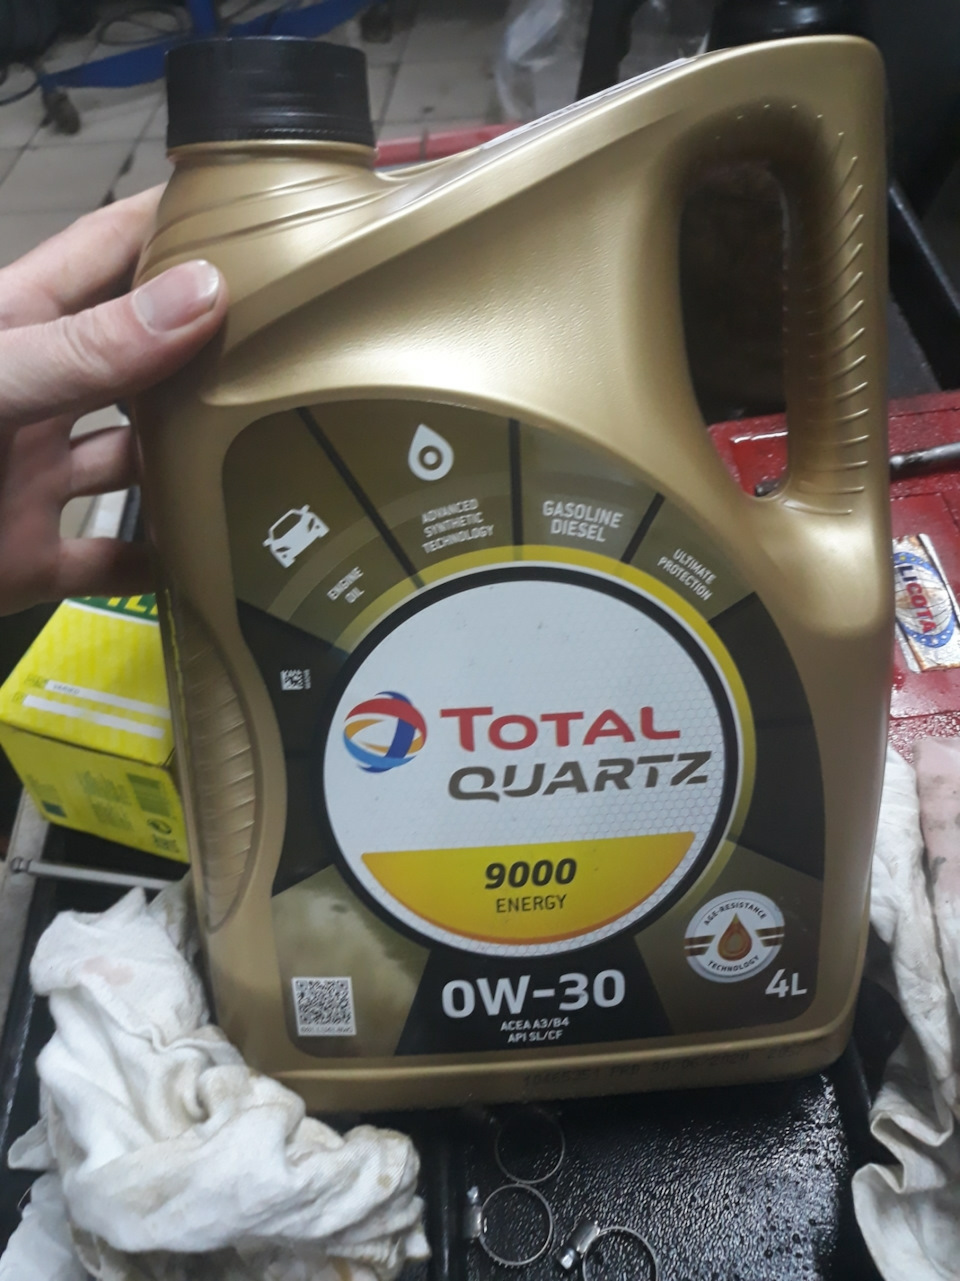 ADVANCED
SYNTHETIC
TECHNOLOGY
GASOLINE
DIESEL
ENGINE
OIL
ULTIMATE
PROTECTION
LICOTA
TOTAL
QUARTZ
9000
ENERGY
AGE-RESISTANCE
TECHNOLOGY
0W-30
4L
ACEA A3/B4
API SL/CF